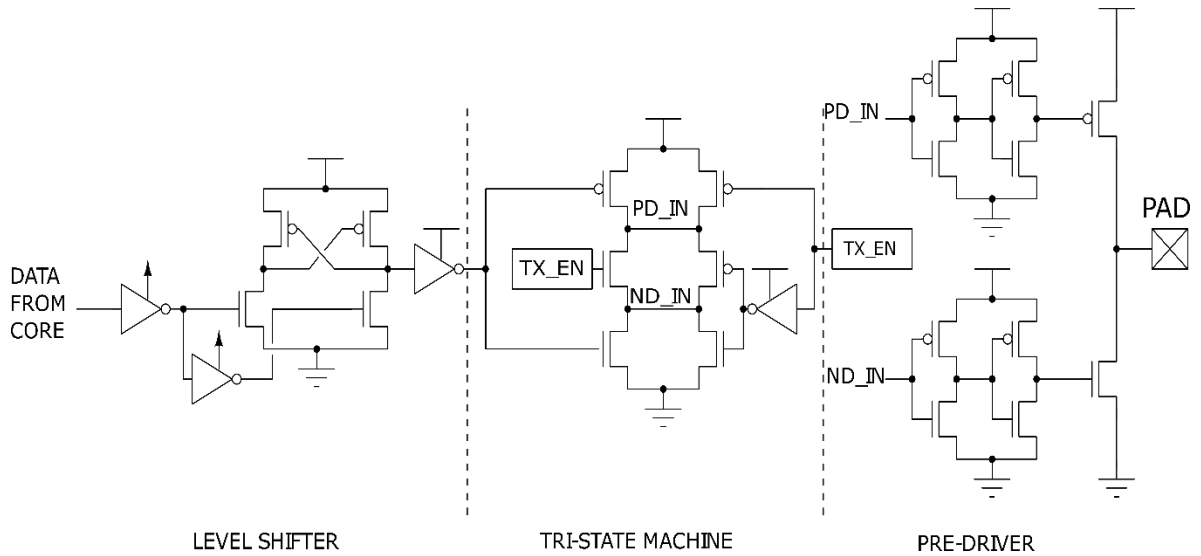 DATA
FROM
CORE
PD_IN
TX_EN
ND_IN
TX_EN
PD_IN
ND_IN
PAD
LEVEL SHIFTER
TRI-STATE MACHINE
PRE-DRIVER